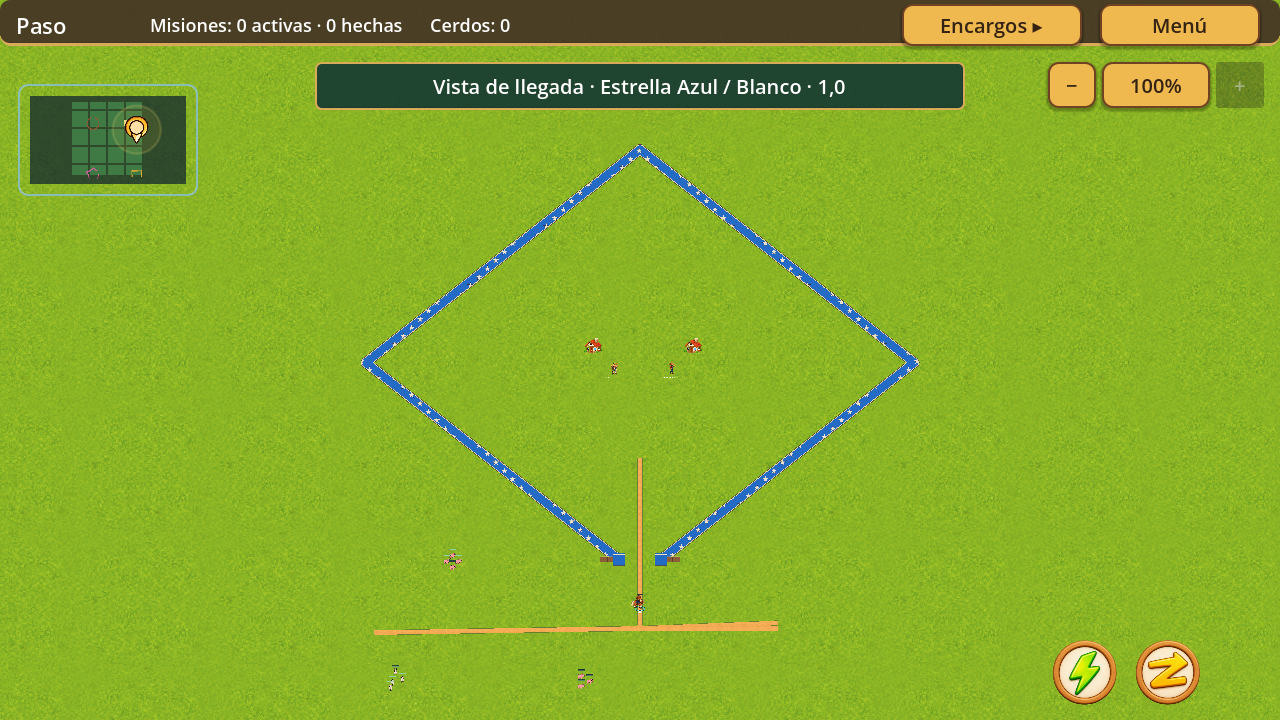 Paso
Misiones: 0 activas · 0 hechas
Cerdos: 0
Encargos ▸
Menú
Vista de llegada · Estrella Azul / Blanco · 1,0
−
100%
+